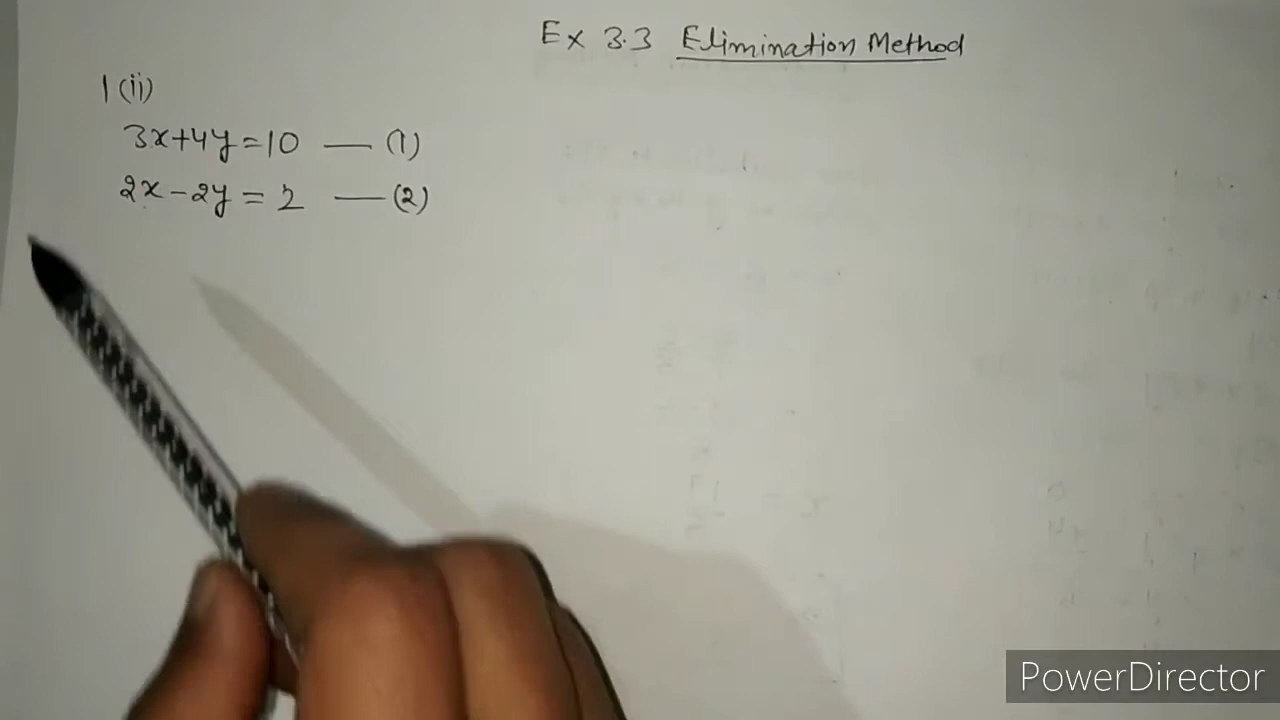 Ex 3.3 Elimination Method
1 (ii)
3x+4y=10 — (1)
2x-2y = 2 — (2)
PowerDirector